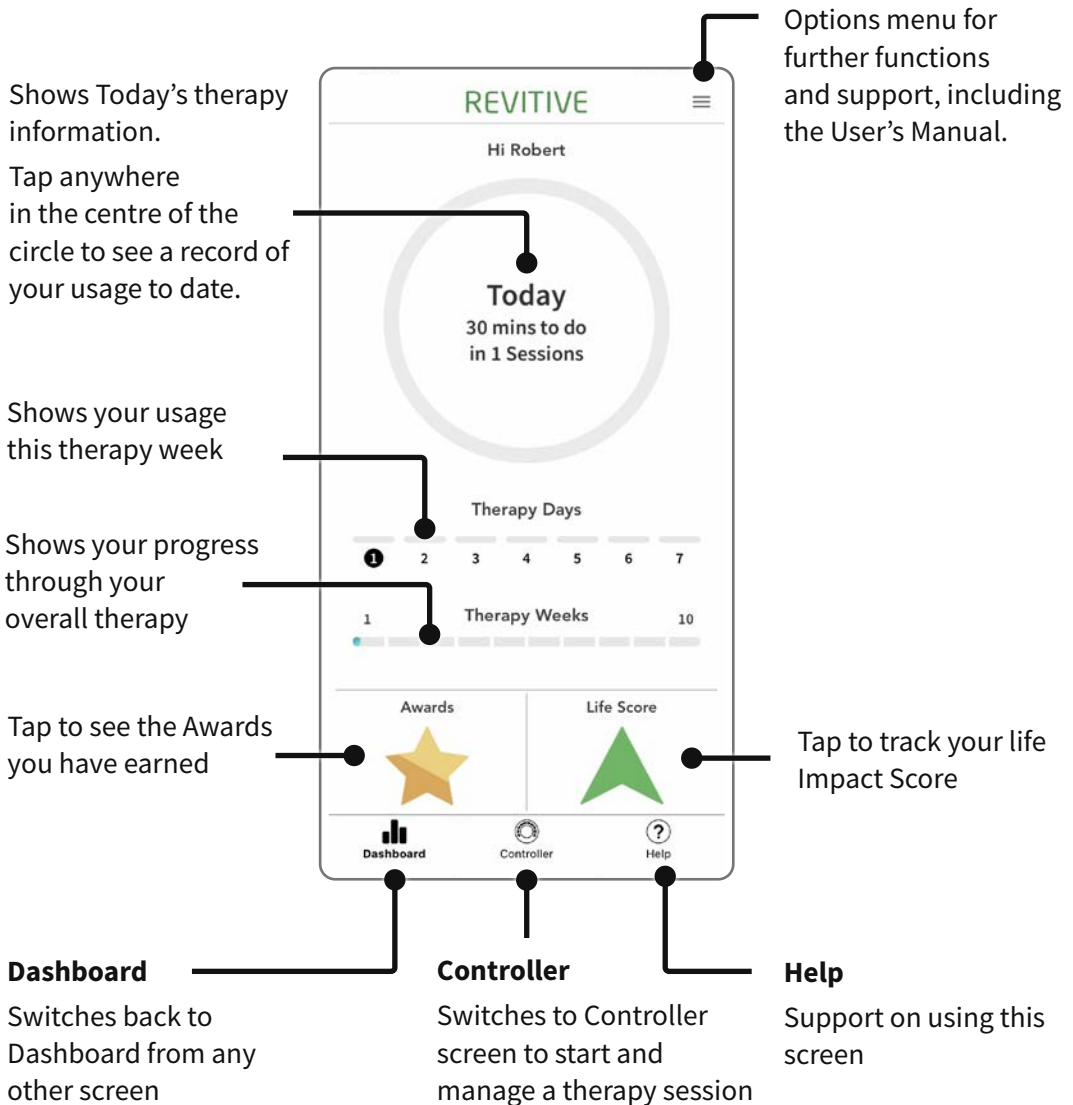 Options menu for
further functions
and support, including
the User's Manual.
Shows Today's therapy
information.
Tap anywhere
in the centre of the
circle to see a record of
your usage to date.
REVITIVE
Hi Robert
Today
30 mins to do
in 1 Sessions
Shows your usage
this therapy week
Therapy Days
1 2 3 4 5 6 7
Shows your progress
through your
overall therapy
1 Therapy Weeks 10
Awards Life Score
Tap to see the Awards
you have earned
Tap to track your life
Impact Score
?
Dashboard Controller Help
Dashboard
Switches back to
Dashboard from any
other screen
Controller
Switches to Controller
screen to start and
manage a therapy session
Help
Support on using this
screen